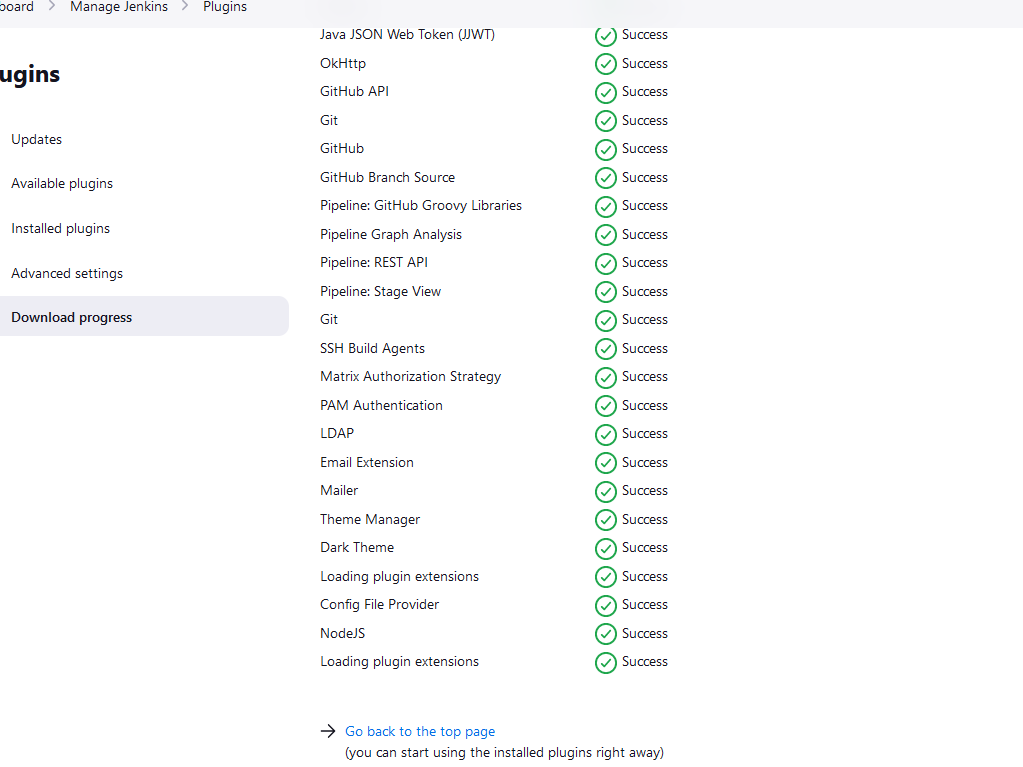 board > Manage Jenkins > Plugins
ugins
Updates
Available plugins
Installed plugins
Advanced settings
Download progress
Java JSON Web Token (JJWT) Success
OkHttp Success
GitHub API Success
Git Success
GitHub Success
GitHub Branch Source Success
Pipeline: GitHub Groovy Libraries Success
Pipeline Graph Analysis Success
Pipeline: REST API Success
Pipeline: Stage View Success
Git Success
SSH Build Agents Success
Matrix Authorization Strategy Success
PAM Authentication Success
LDAP Success
Email Extension Success
Mailer Success
Theme Manager Success
Dark Theme Success
Loading plugin extensions Success
Config File Provider Success
NodeJS Success
Loading plugin extensions Success
→ Go back to the top page
(you can start using the installed plugins right away)